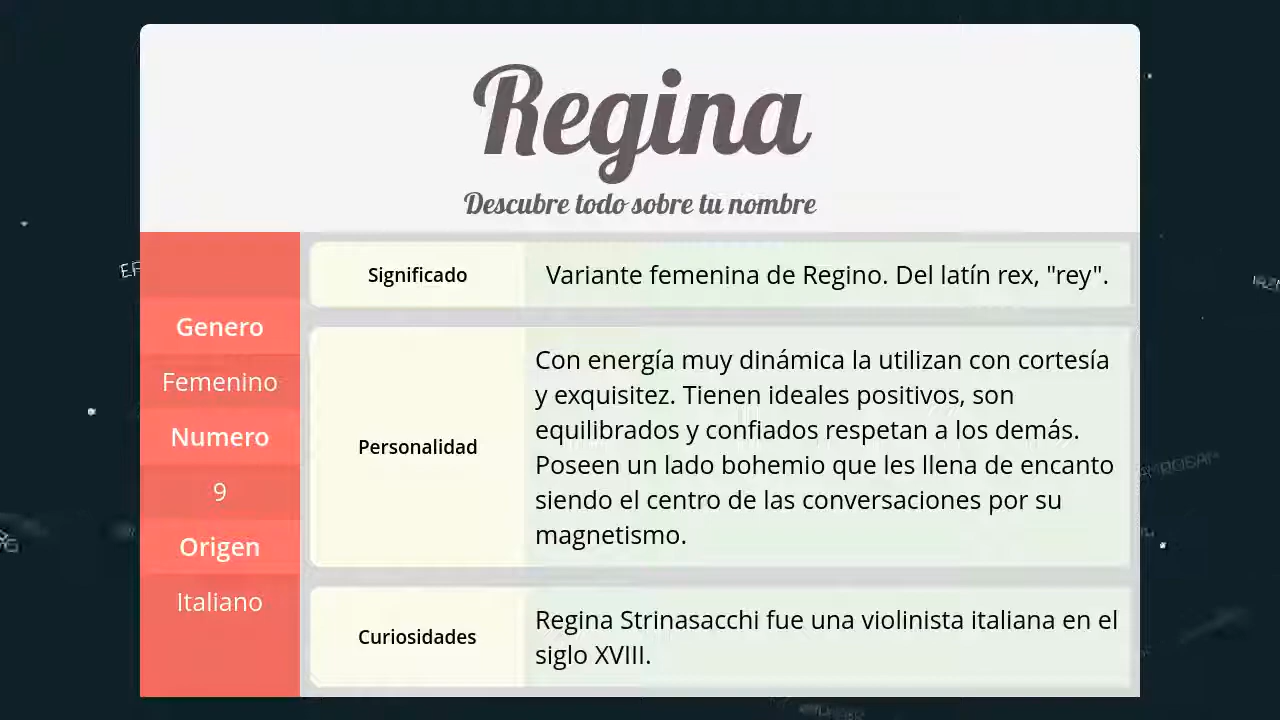 Regina
Descubre todo sobre tu nombre
Genero
Femenino
Numero
9
Origen
Italiano
Significado
Variante femenina de Regino. Del latín rex, "rey".
Personalidad
Con energía muy dinámica la utilizan con cortesía
y exquisitez. Tienen ideales positivos, son
equilibrados y confiados respetan a los demás.
Poseen un lado bohemio que les llena de encanto
siendo el centro de las conversaciones por su
magnetismo.
Curiosidades
Regina Strinasacchi fue una violinista italiana en el
siglo XVIII.